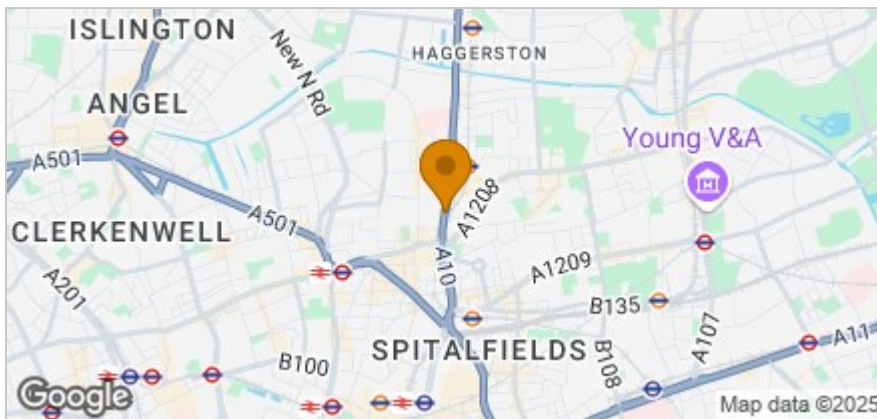 ISLINGTON
New N Rd
HAGGERSTON
ANGEL
A501
Young V&A
A1208
CLERKENWELL
A501
A10
A1209
A201
B135
A107
A11
SPITALFIELDS
B100
B108
Google
Map data ©2025